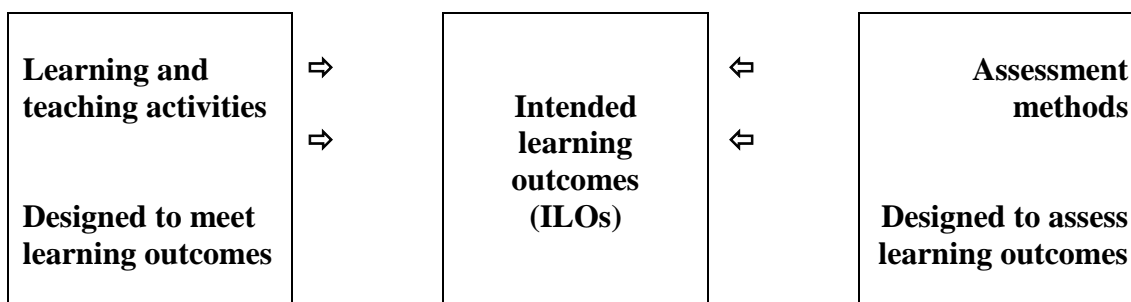 Learning and
teaching activities
Designed to meet
learning outcomes
⇨
⇨
Intended
learning
outcomes
(ILOs)
⇦
⇦
Assessment
methods
Designed to assess
learning outcomes